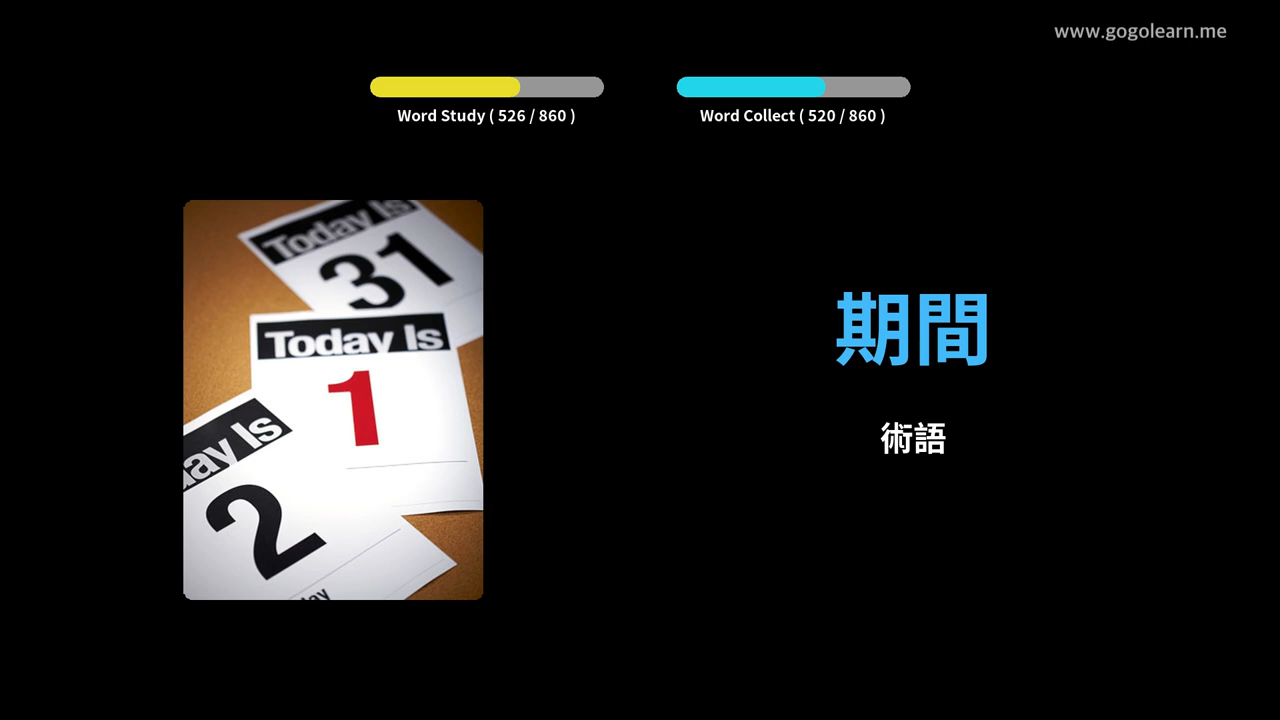 www.gogolearn.me
Word Study ( 526 / 860 )
Word Collect ( 520 / 860 )
Today Is
31
Today Is
1
ay Is
2
ay
期間
術語